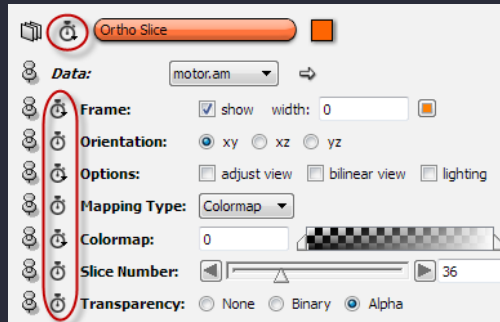 Ortho Slice
Data: motor.am
Frame: show width: 0
Orientation: xy xz yz
Options: adjust view bilinear view lighting
Mapping Type: Colormap
Colormap: 0
Slice Number: 36
Transparency: None Binary Alpha